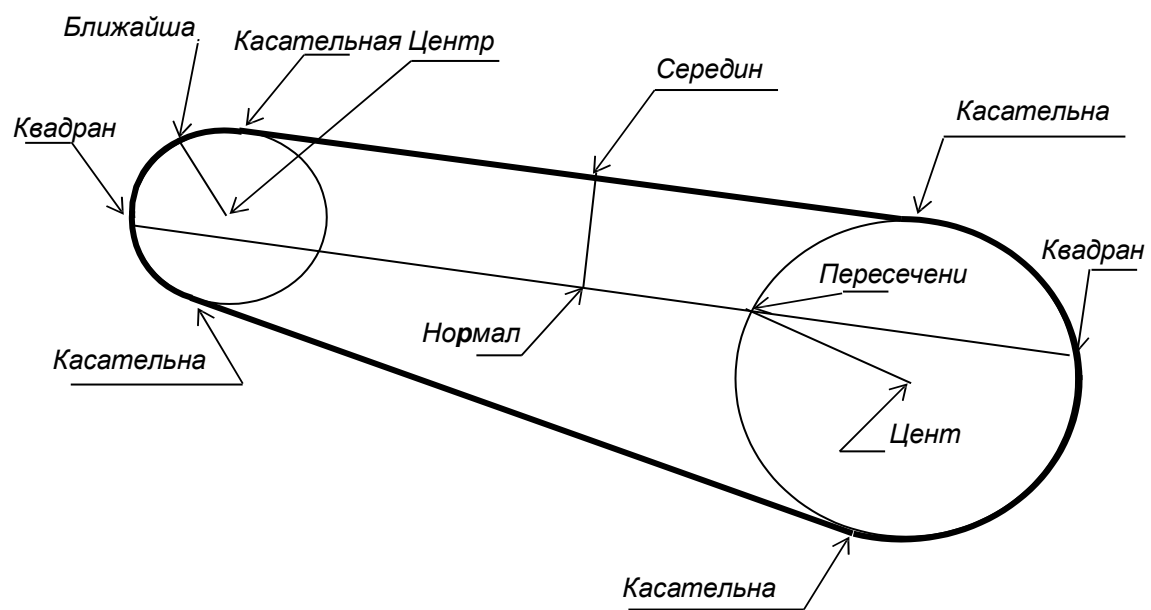 Ближайша
Касательная Центр
Середин
Касательна
Квадран
Квадран
Пересечени
Нормал
Касательна
Цент
Касательна